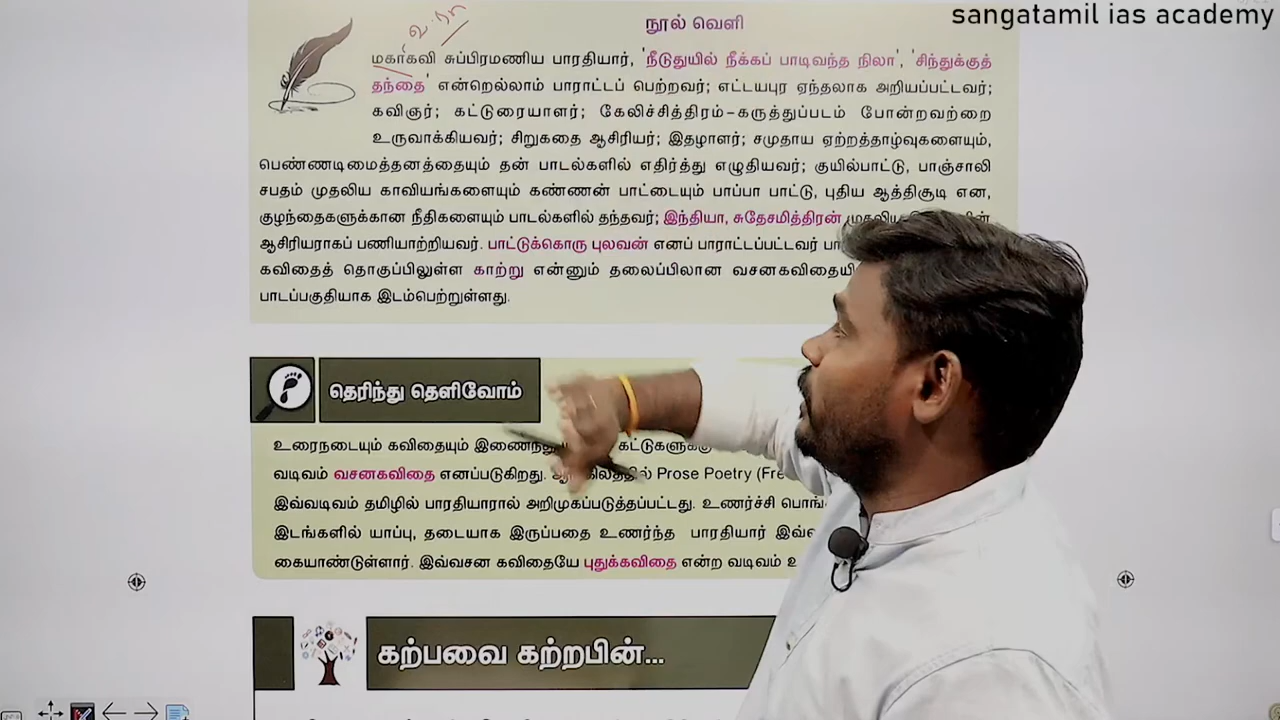 sangatamil ias academy
நூல் வெளி
மகாகவி சுப்பிரமணிய பாரதியார், 'நீடுதுயில் நீக்கப் பாடிவந்த நிலா', 'சிந்துக்குத்
தந்தை' என்றெல்லாம் பாராட்டப் பெற்றவர்; எட்டயபுர ஏந்தலாக அறியப்பட்டவர்;
கவிஞர்; கட்டுரையாளர்; கேலிச்சித்திரம்–கருத்துப்படம் போன்றவற்றை
உருவாக்கியவர்; சிறுகதை ஆசிரியர்; இதழாளர்; சமுதாய ஏற்றத்தாழ்வுகளையும்,
பெண்ணடிமைத்தனத்தையும் தன் பாடல்களில் எதிர்த்து எழுதியவர்; குயில்பாட்டு, பாஞ்சாலி
சபதம் முதலிய காவியங்களையும் கண்ணன் பாட்டையும் பாப்பா பாட்டு, புதிய ஆத்திசூடி என,
குழந்தைகளுக்கான நீதிகளையும் பாடல்களில் தந்தவர்; இந்தியா, சுதேசமித்திரன்
ஆசிரியராகப் பணியாற்றியவர். பாட்டுக்கொரு புலவன் எனப் பாராட்டப்பட்டவர்
கவிதைத் தொகுப்பிலுள்ள காற்று என்னும் தலைப்பிலான
பாடப்பகுதியாக இடம்பெற்றுள்ளது.
தெரிந்து தெளிவோம்
உரைநடையும் கவிதையும்
வடிவம் வசனகவிதை எனப்படுகிறது. Prose Poetry
இவ்வடிவம் தமிழில் பாரதியாரால் அறிமுகப்படுத்தப்பட்டது. உணர்ச்சி
இடங்களில் யாப்பு, தடையாக இருப்பதை உணர்ந்த பாரதியார்
கையாண்டுள்ளார். இவ்வசன கவிதையே புதுக்கவிதை என்ற வடிவம்
கற்பவை கற்றபின்...